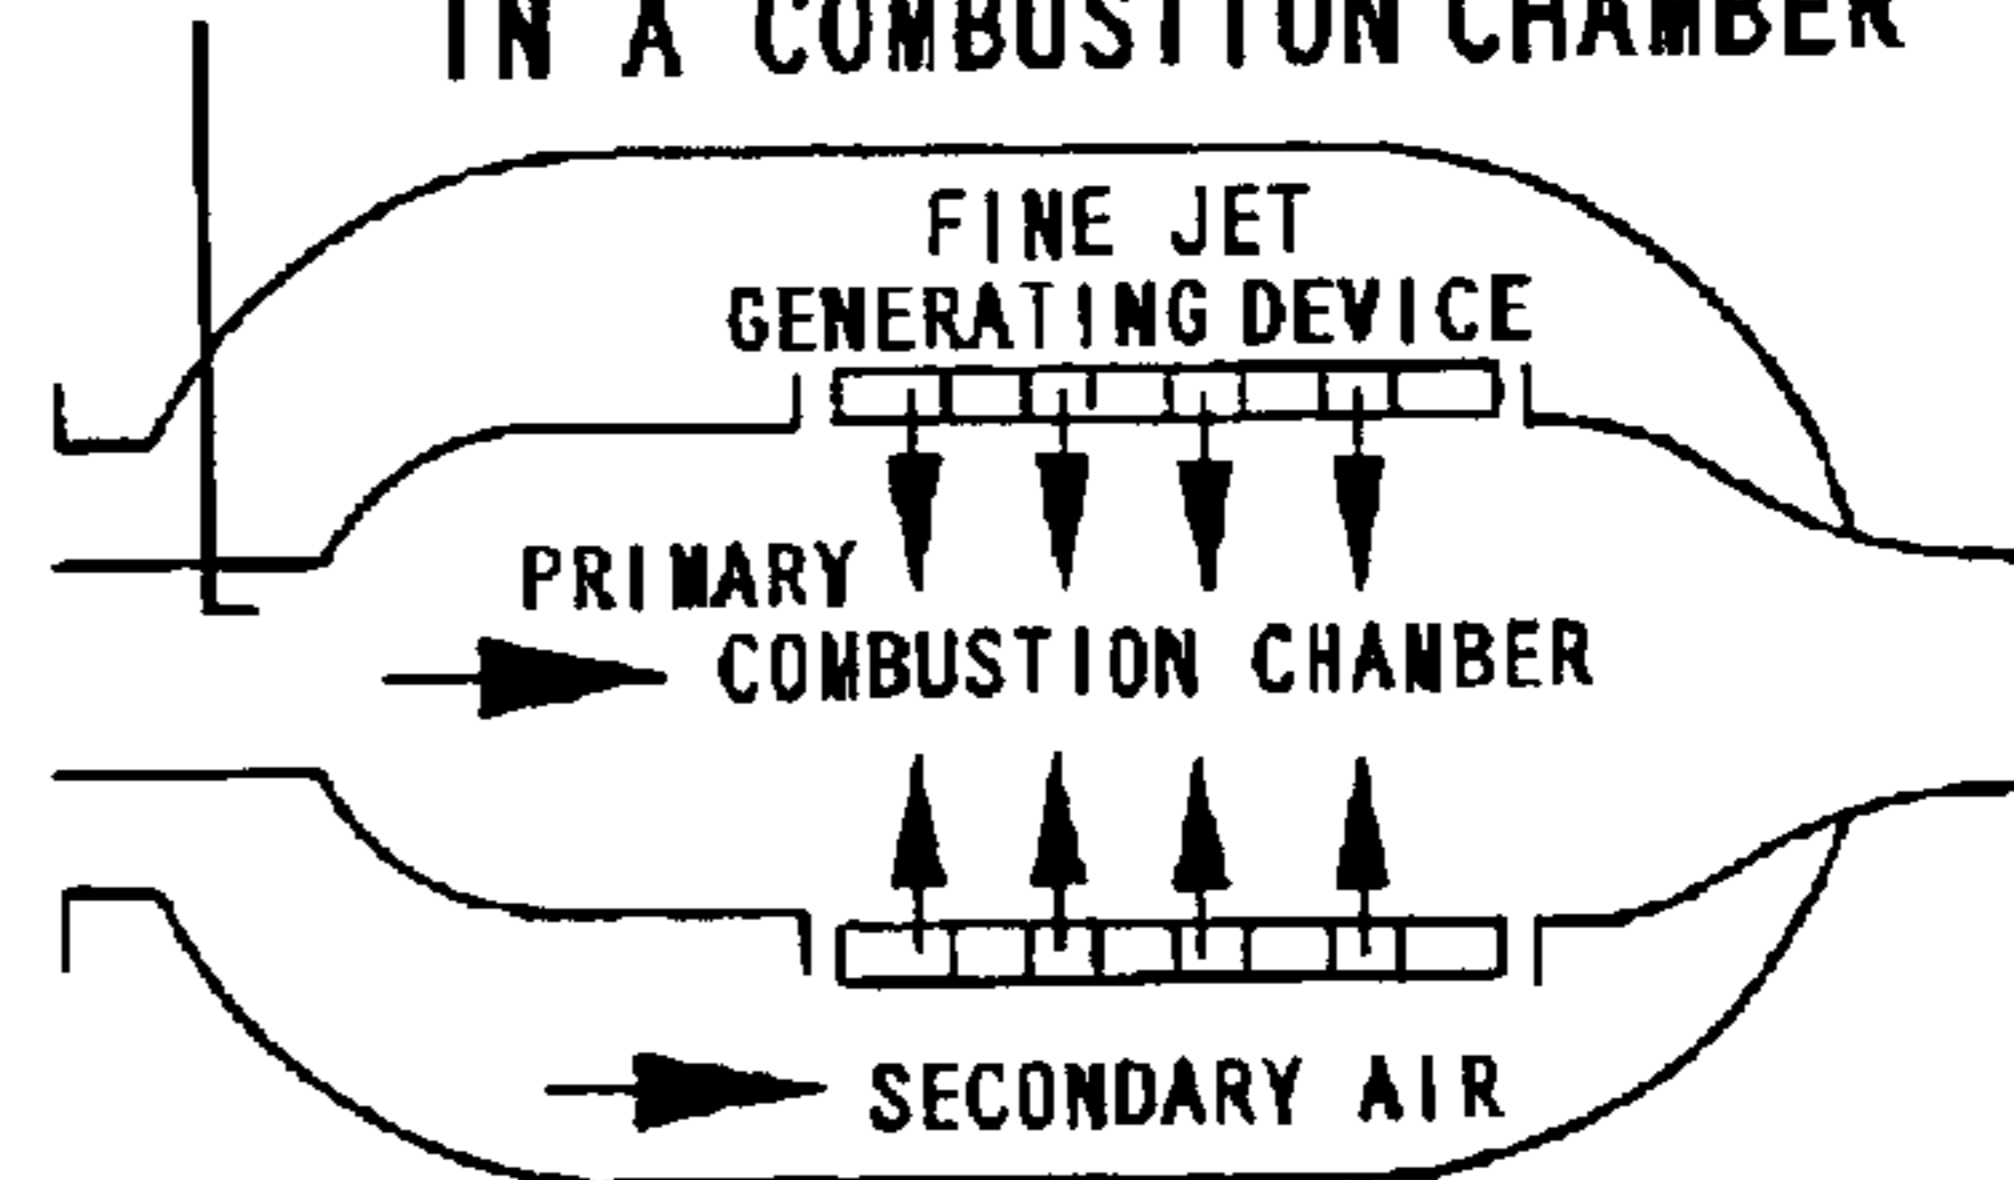 IN A COMBUSTION CHAMBER
FINE JET
GENERATING DEVICE
PRIMARY
COMBUSTION CHAMBER
SECONDARY AIR